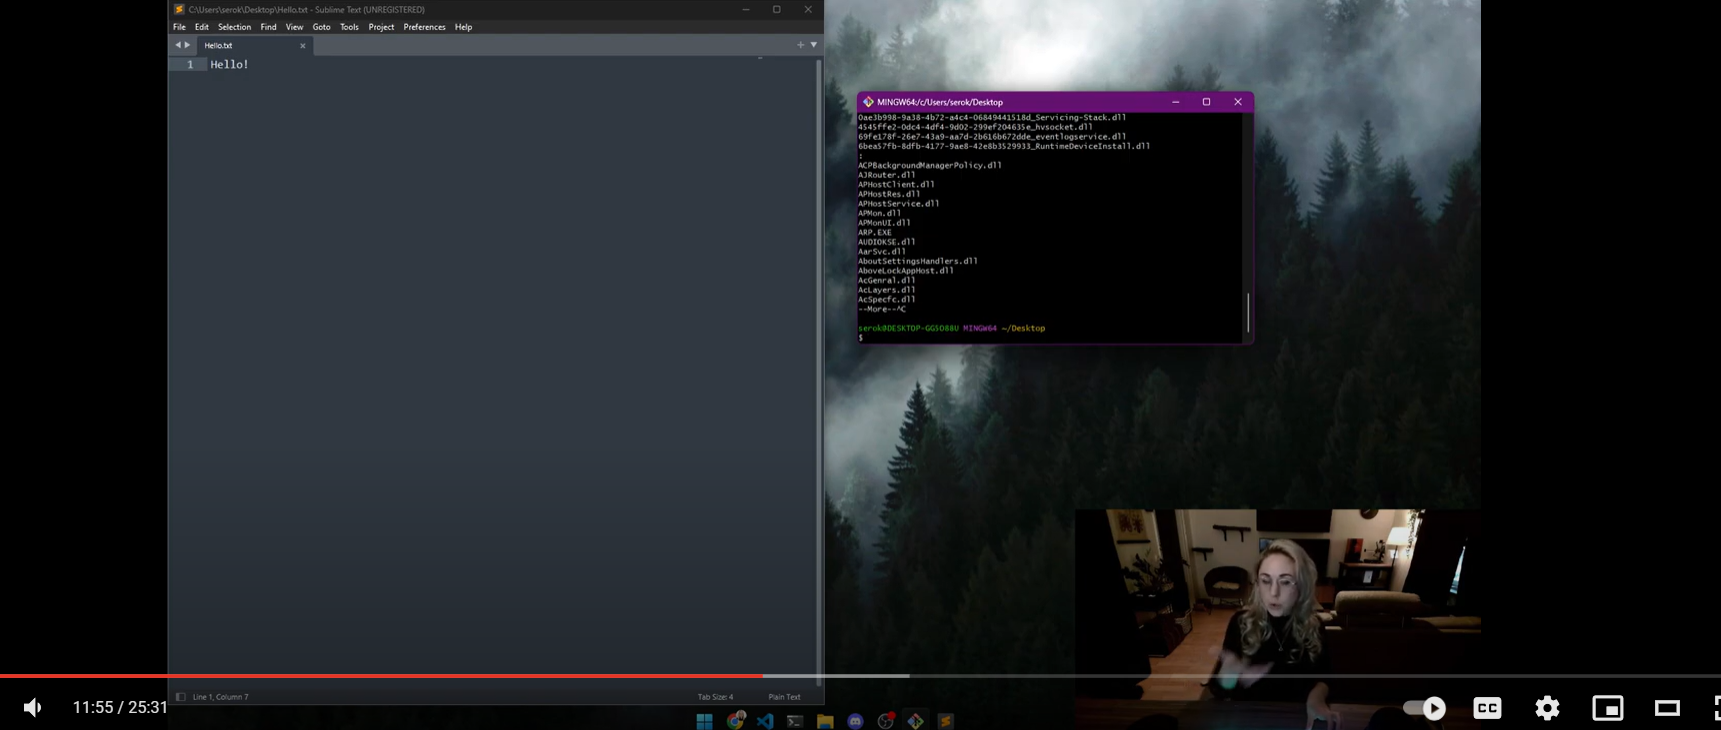 C:\Users\serok\Desktop\Hello.txt - Sublime Text (UNREGISTERED)
File Edit Selection Find View Goto Tools Project Preferences Help
Hello.txt
1 Hello!
MINGW64:/c/Users/serok/Desktop
0ae3b998-9a38-4b72-a4c4-06849441518d_Servicing-Stack.dll
4545ffe2-0dc4-4df4-9d02-299ef204635e_hvsocket.dll
69fe178f-26e7-43a9-aa7d-2b616b672dde_eventlogservice.dll
6bea57fb-8dfb-4177-9ae8-42e8b3529933_RuntimeDeviceInstall.dll
:
ACPBackgroundManagerPolicy.dll
AJRouter.dll
APHostClient.dll
APHostRes.dll
APHostService.dll
APMon.dll
APMonUI.dll
ARP.EXE
AUDIOKSE.dll
AarSvc.dll
AboutSettingsHandlers.dll
AboveLockAppHost.dll
AcGenral.dll
AcLayers.dll
AcSpecfc.dll
--More--^C
serok@DESKTOP-GG5O88U MINGW64 ~/Desktop
$
Line 1, Column 7
Tab Size: 4
Plain Text
11:55 / 25:31
CC